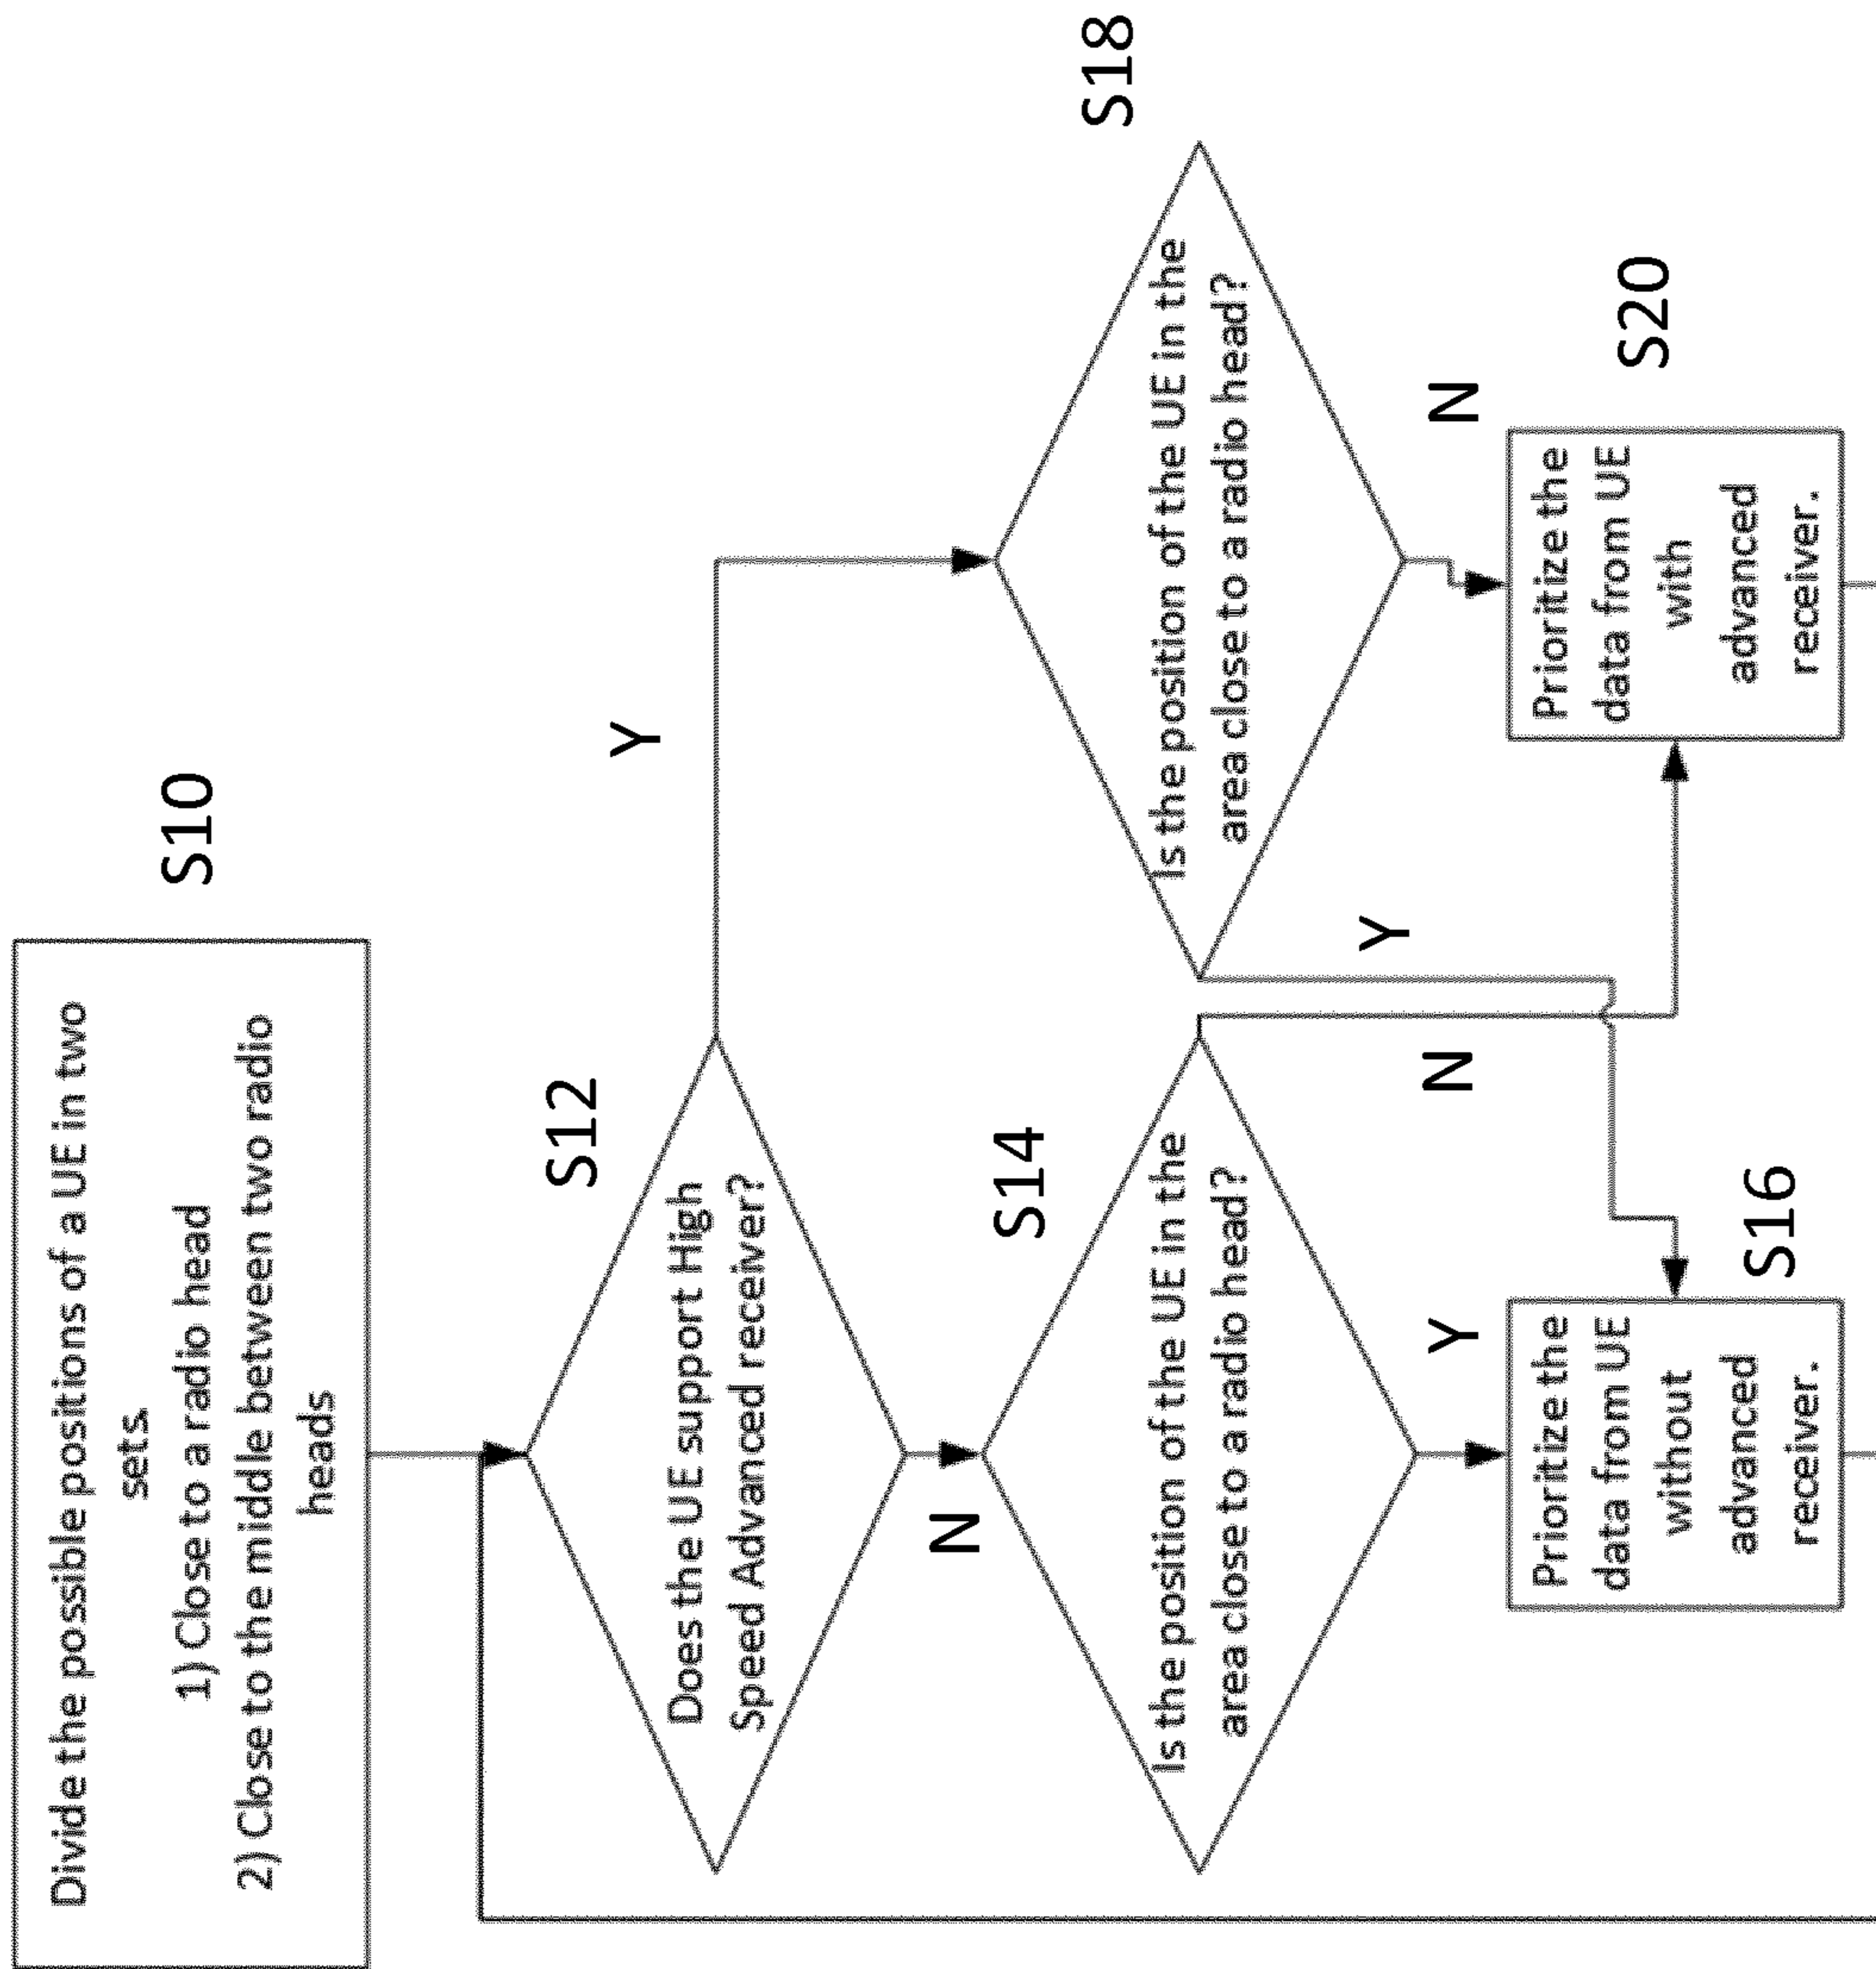 Divide the possible positions of a UE in two
sets.
1) Close to a radio head
2) Close to the middle between two radio
heads
S10
Does the UE support High
Speed Advanced receiver?
S12
Y
N
Is the position of the UE in the
area close to a radio head?
S14
Is the position of the UE in the
area close to a radio head?
S18
Y
N
Y
N
Prioritize the
data from UE
without
advanced
receiver.
S16
Prioritize the
data from UE
with
advanced
receiver.
S20